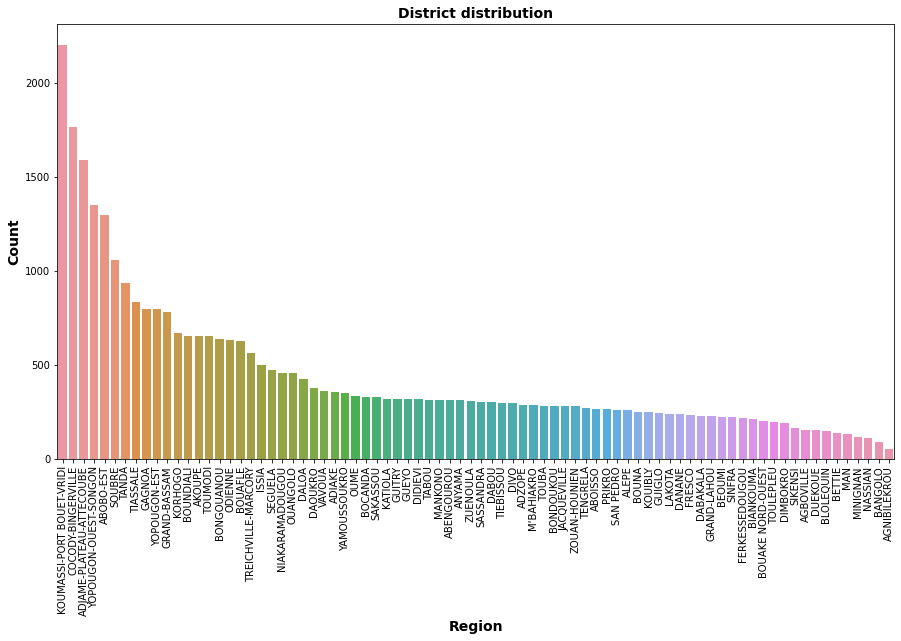 District distribution
Count
2000
1500
1000
500
0
KOUMASSI-PORT BOUET-VRIDI
COCODY-BINGERVILLE
ADJAME-PLATEAU-ATTECOUBE
YOPOUGON-OUEST-SONGON
ABOBO-EST
SOUBRE
TANDA
TIASSALE
GAGNOA
YOPOUGON-EST
GRAND-BASSAM
KORHOGO
BOUNDIALI
AKOUPE
TOUMODI
BONGOUANOU
ODIENNE
BOUAFLE
TREICHVILLE-MARCORY
ISSIA
SEGUELA
NIAKARAMADOUGOU
OUANGOLO
DALOA
DAOUKRO
VAVOUA
ADIAKE
YAMOUSSOUKRO
OUME
BOCANDA
SAKASSOU
KATIOLA
GUITRY
GUEYO
DIDIEVI
TABOU
MANKONO
ABENGOUROU
ANYAMA
ZUENOULA
SASSANDRA
DABOU
TIEBISSOU
DIVO
ADZOPE
M'BAHIAKRO
TOUBA
BONDOUKOU
JACQUEVILLE
ZOUAN-HOUNIEN
TENGRELA
ABOISSO
PRIKRO
SAN PEDRO
ALEPE
BOUNA
KOUIBLY
GUIGLO
LAKOTA
DANANE
FRESCO
DABAKALA
GRAND-LAHOU
BEOUMI
SINFRA
FERKESSEDOUGOU
BIANKOUMA
BOUAKE NORD-OUEST
TOULEPLEU
DIMBOKRO
SIKENSI
AGBOVILLE
DUEKOUE
BLOLEQUIN
BETTIE
MAN
MINIGNAN
NASSIAN
BANGOLO
AGNIBILEKROU
Region